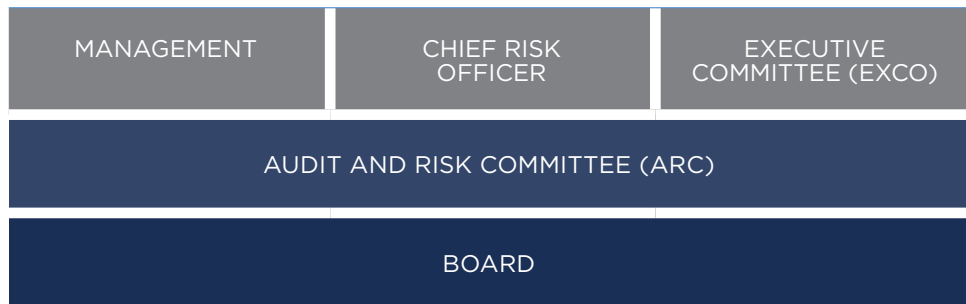 MANAGEMENT
CHIEF RISK
OFFICER
EXECUTIVE
COMMITTEE (EXCO)
AUDIT AND RISK COMMITTEE (ARC)
BOARD